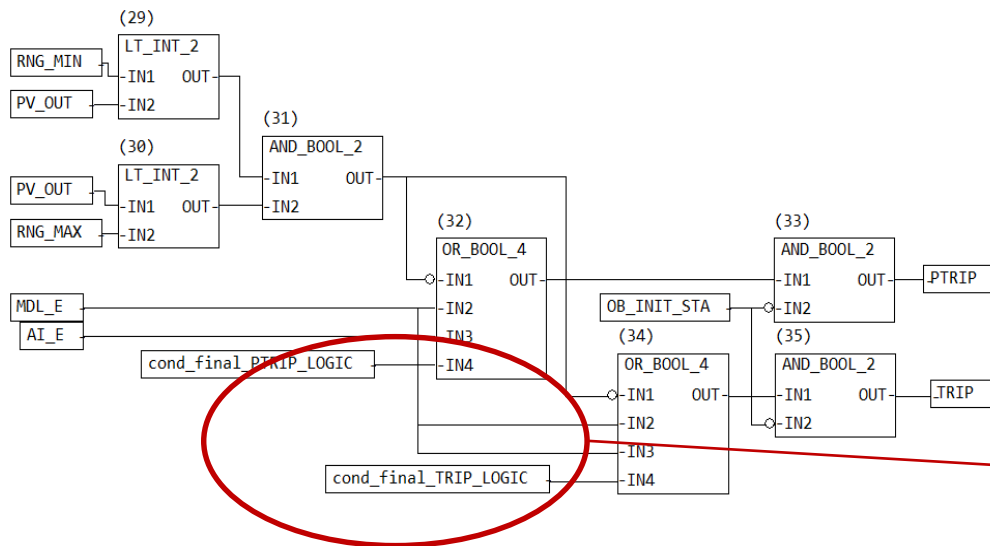 (29)
LT_INT_2
RNG_MIN
IN1 OUT
PV_OUT
IN2
(30)
LT_INT_2
PV_OUT
IN1 OUT
RNG_MAX
IN2
(31)
AND_BOOL_2
IN1 OUT
IN2
(32)
OR_BOOL_4
IN1 OUT
MDL_E
IN2
AI_E
IN3
cond_final_PTRIP_LOGIC
IN4
(33)
AND_BOOL_2
IN1 OUT
PTRIP
OB_INIT_STA
IN2
(34)
OR_BOOL_4
IN1 OUT
IN2
IN3
cond_final_TRIP_LOGIC
IN4
(35)
AND_BOOL_2
IN1 OUT
TRIP
IN2